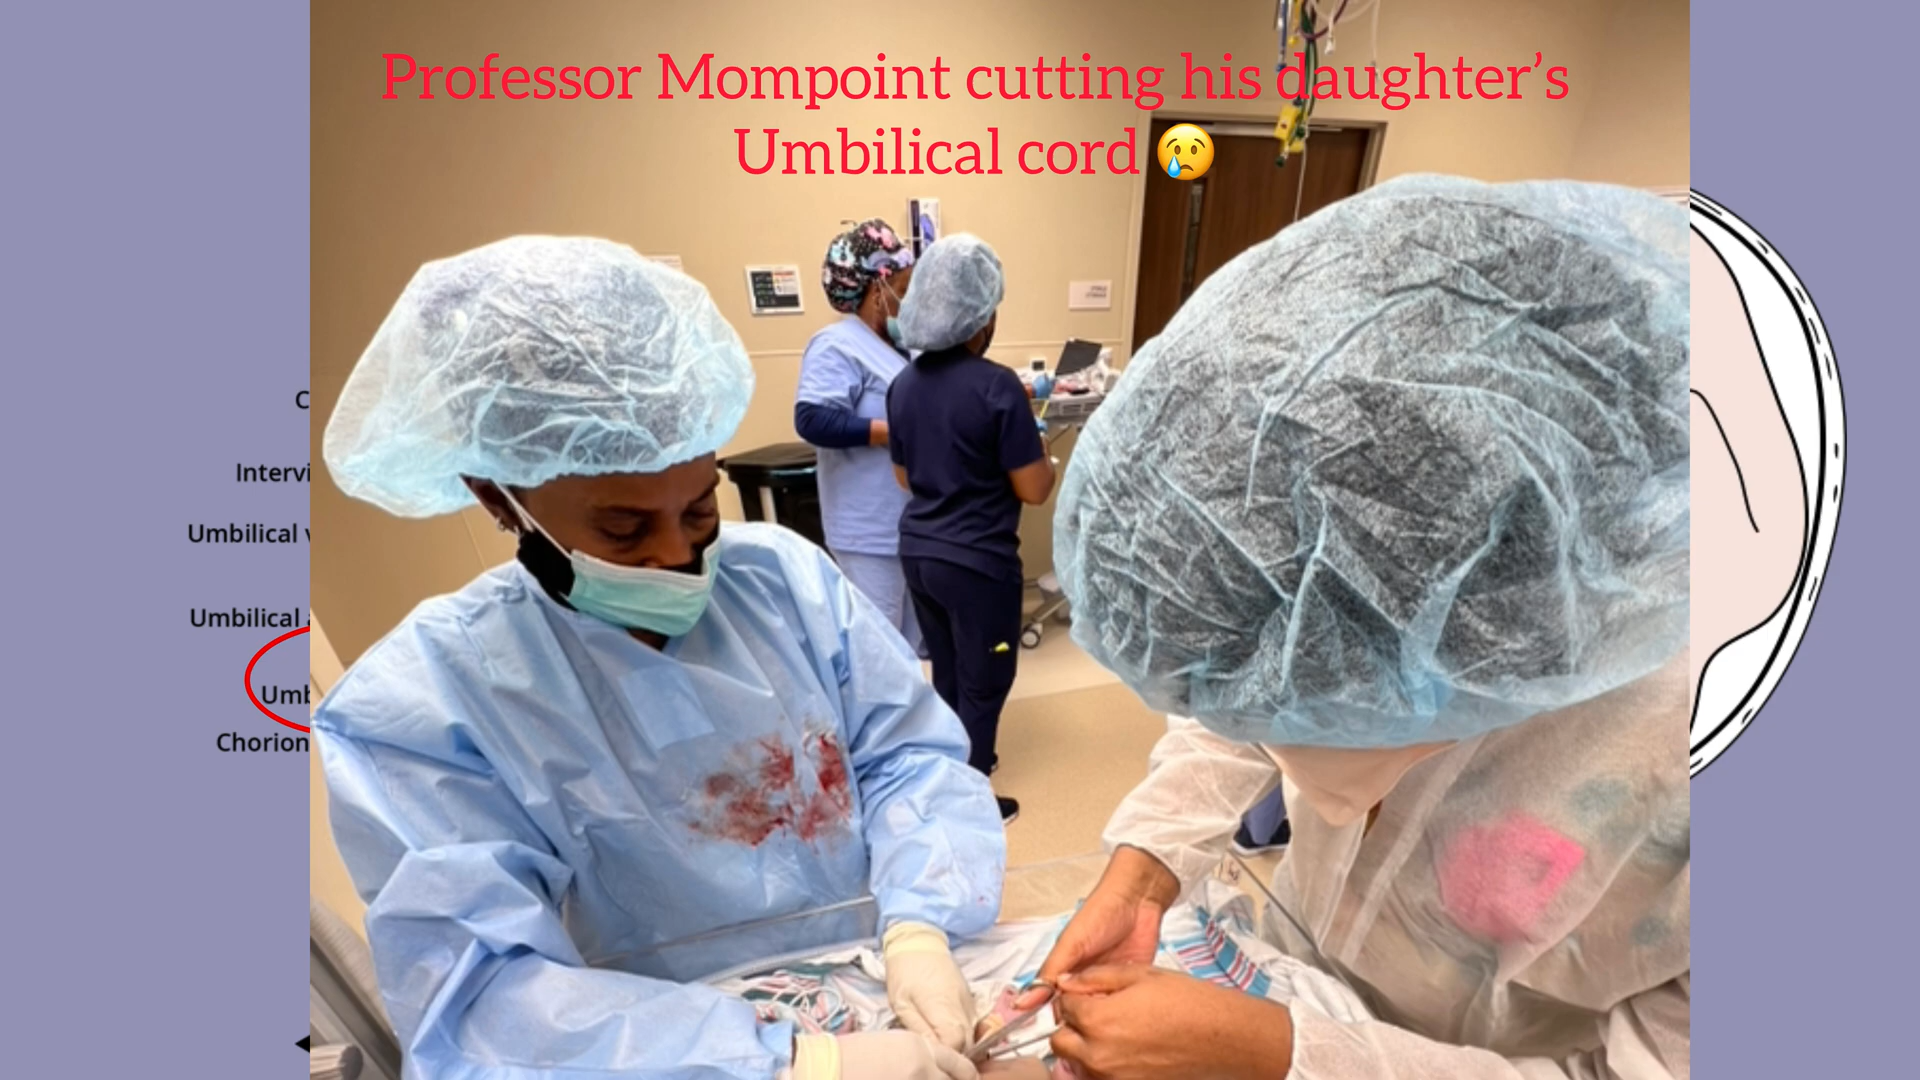 Professor Mompoint cutting his daughter's
Umbilical cord 😢
Umbilical
Umbilical
Chorion